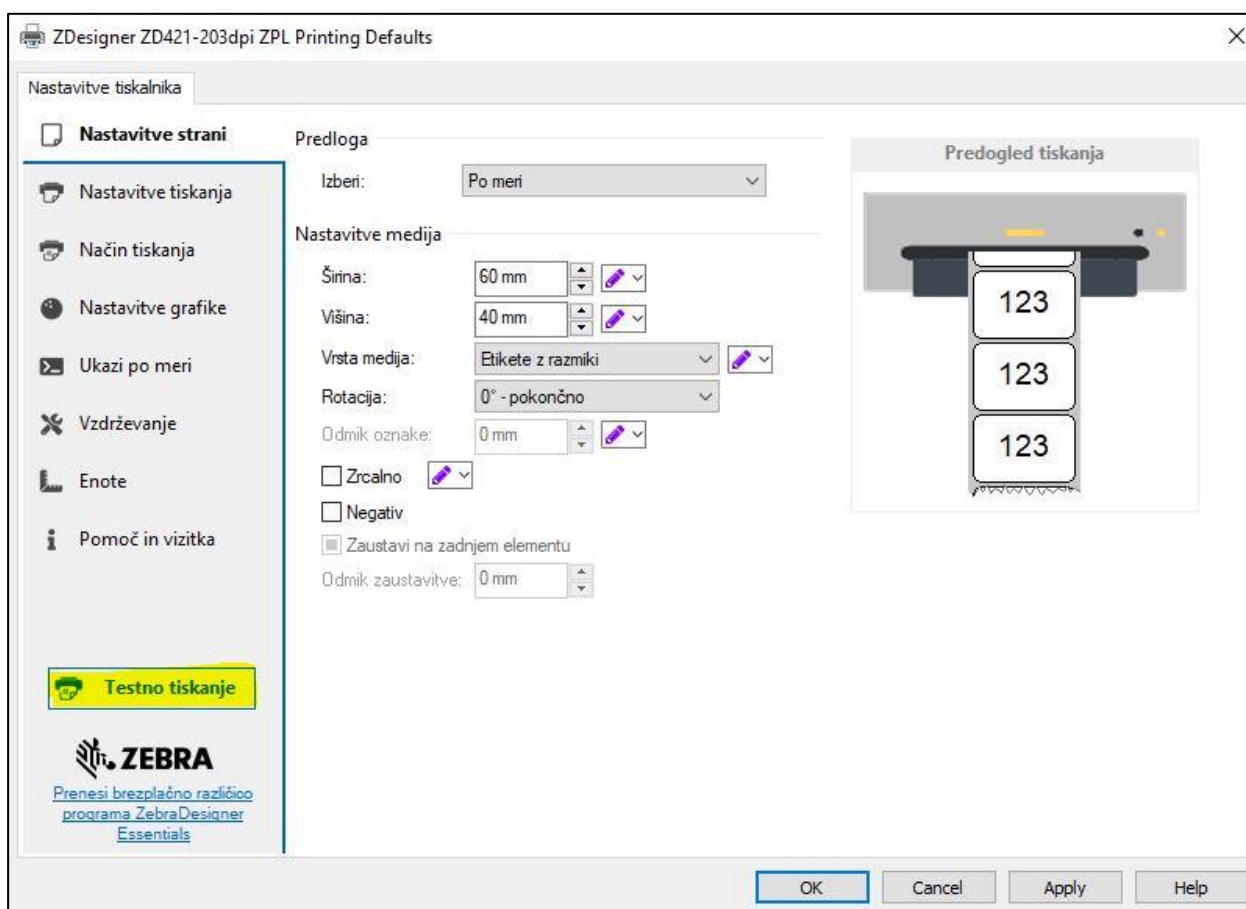 ZDesigner ZD421-203dpi ZPL Printing Defaults
Nastavitve tiskalnika
Nastavitve strani
Nastavitve tiskanja
Način tiskanja
Nastavitve grafike
Ukazi po meri
Vzdrževanje
Enote
Pomoč in vizitka
Testno tiskanje
ZEBRA
Prenesi brezplačno različico
programa ZebraDesigner
Essentials
Predloga
Izberi: Po meri
Nastavitve medija
Širina: 60 mm
Višina: 40 mm
Vrsta medija: Etikete z razmiki
Rotacija: 0° - pokončno
Odmik oznake: 0 mm
Zrcalno
Negativ
Zaustavi na zadnjem elementu
Odmik zaustavitve: 0 mm
Predogled tiskanja
123
123
123
OK Cancel Apply Help